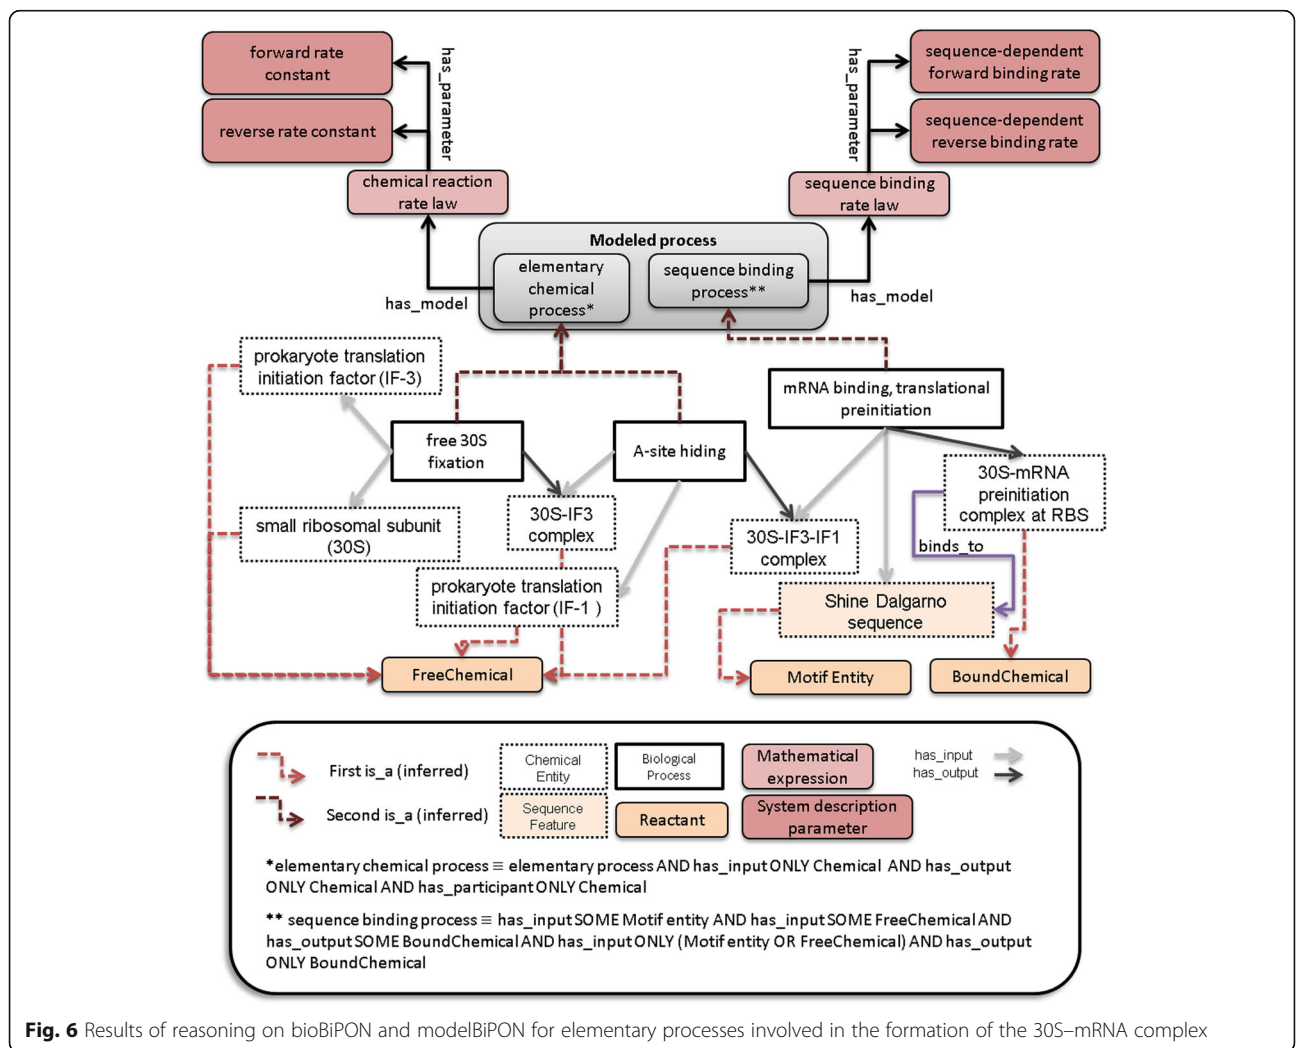 forward rate
constant
reverse rate constant
has_parameter
chemical reaction
rate law
sequence-dependent
forward binding rate
sequence-dependent
reverse binding rate
has_parameter
sequence binding
rate law
Modeled process
elementary
chemical
process*
sequence binding
process**
has_model
has_model
prokaryote translation
initiation factor (IF-3)
mRNA binding, translational
preinitiation
free 30S
fixation
A-site hiding
30S-mRNA
preinitiation
complex at RBS
small ribosomal subunit
(30S)
30S-IF3
complex
30S-IF3-IF1
complex
binds_to
prokaryote translation
initiation factor (IF-1 )
Shine Dalgarno
sequence
FreeChemical
Motif Entity
BoundChemical
First is_a (inferred)
Second is_a (inferred)
Chemical
Entity
Biological
Process
Mathematical
expression
has_input
has_output
Sequence
Feature
Reactant
System description
parameter
*elementary chemical process ≡ elementary process AND has_input ONLY Chemical AND has_output
ONLY Chemical AND has_participant ONLY Chemical
** sequence binding process ≡ has_input SOME Motif entity AND has_input SOME FreeChemical AND
has_output SOME BoundChemical AND has_input ONLY (Motif entity OR FreeChemical) AND has_output
ONLY BoundChemical
Fig. 6 Results of reasoning on bioBiPON and modelBiPON for elementary processes involved in the formation of the 30S–mRNA complex